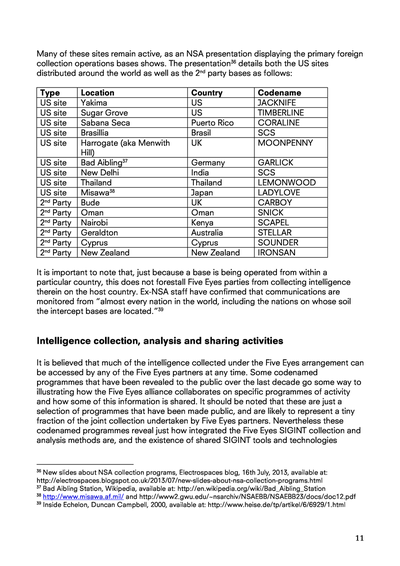 Many of these sites remain active, as an NSA presentation displaying the primary foreign
collection operations bases shows. The presentation³⁶ details both the US sites
distributed around the world as well as the 2ⁿᵈ party bases as follows:
Type Location Country Codename
US site Yakima US JACKNIFE
US site Sugar Grove US TIMBERLINE
US site Sabana Seca Puerto Rico CORALINE
US site Brasillia Brasil SCS
US site Harrogate (aka Menwith UK MOONPENNY
Hill)
US site Bad Aibling³⁷ Germany GARLICK
US site New Delhi India SCS
US site Thailand Thailand LEMONWOOD
US site Misawa³⁸ Japan LADYLOVE
2ⁿᵈ Party Bude UK CARBOY
2ⁿᵈ Party Oman Oman SNICK
2ⁿᵈ Party Nairobi Kenya SCAPEL
2ⁿᵈ Party Geraldton Australia STELLAR
2ⁿᵈ Party Cyprus Cyprus SOUNDER
2ⁿᵈ Party New Zealand New Zealand IRONSAN
It is important to note that, just because a base is being operated from within a
particular country, this does not forestall Five Eyes parties from collecting intelligence
therein on the host country. Ex-NSA staff have confirmed that communications are
monitored from "almost every nation in the world, including the nations on whose soil
the intercept bases are located."³⁹
Intelligence collection, analysis and sharing activities
It is believed that much of the intelligence collected under the Five Eyes arrangement can
be accessed by any of the Five Eyes partners at any time. Some codenamed
programmes that have been revealed to the public over the last decade go some way to
illustrating how the Five Eyes alliance collaborates on specific programmes of activity
and how some of this information is shared. It should be noted that these are just a
selection of programmes that have been made public, and are likely to represent a tiny
fraction of the joint collection undertaken by Five Eyes partners. Nevertheless these
codenamed programmes reveal just how integrated the Five Eyes SIGINT collection and
analysis methods are, and the existence of shared SIGINT tools and technologies
³⁶ New slides about NSA collection programs, Electrospaces blog, 16th July, 2013, available at:
http://electrospaces.blogspot.co.uk/2013/07/new-slides-about-nsa-collection-programs.html
³⁷ Bad Aibling Station, Wikipedia, available at: http://en.wikipedia.org/wiki/Bad_Aibling_Station
³⁸ http://www.misawa.af.mil/ and http://www2.gwu.edu/~nsarchiv/NSAEBB/NSAEBB23/docs/doc12.pdf
³⁹ Inside Echelon, Duncan Campbell, 2000, available at: http://www.heise.de/tp/artikel/6/6929/1.html
11